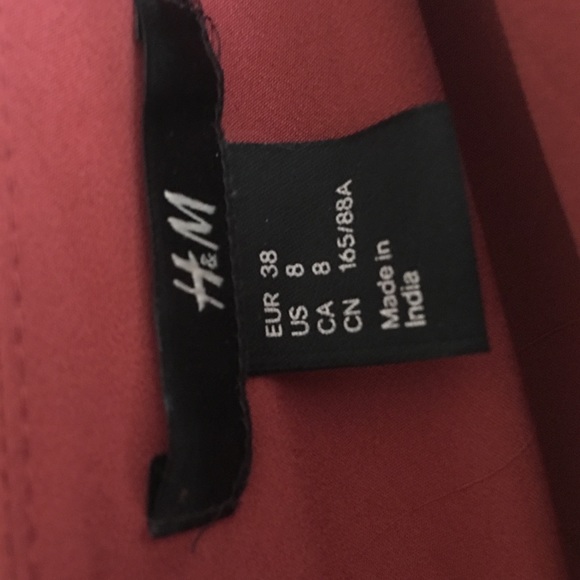 H&M
EUR 38
US 8
CA 8
CN 165/88A
Made in
India